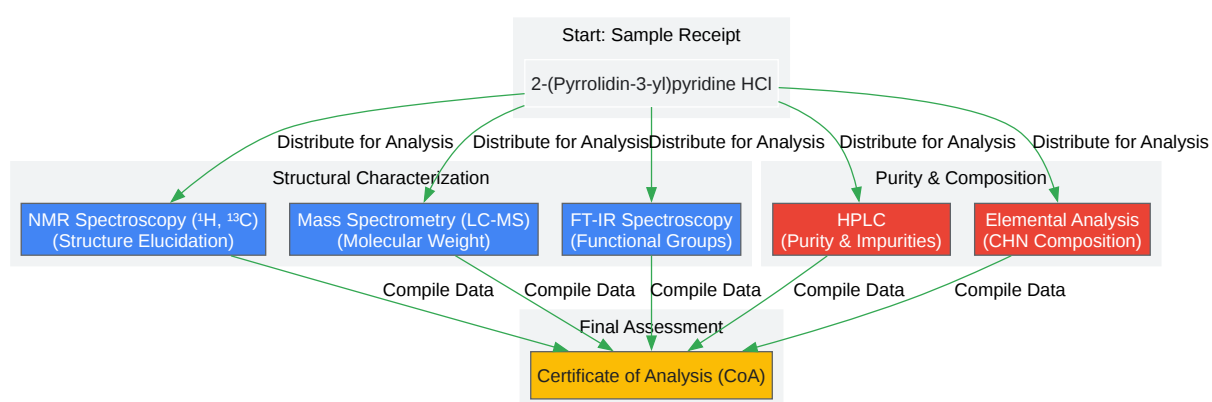 Start: Sample Receipt
2-(Pyrrolidin-3-yl)pyridine HCl
Distribute for Analysis
Distribute for Analysis
Distribute for Analysis
Distribute for Analysis
Distribute for Analysis
Structural Characterization
Purity & Composition
NMR Spectroscopy (¹H, ¹³C)
(Structure Elucidation)
Mass Spectrometry (LC-MS)
(Molecular Weight)
FT-IR Spectroscopy
(Functional Groups)
HPLC
(Purity & Impurities)
Elemental Analysis
(CHN Composition)
Compile Data
Compile Data
Compile Data
Compile Data
Compile Data
Final Assessment
Certificate of Analysis (CoA)